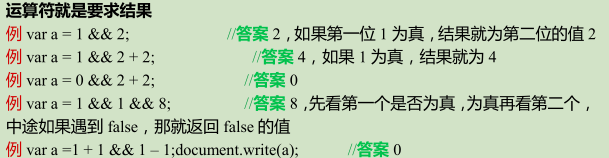 运算符就是要求结果
例 var a = 1 && 2; //答案 2，如果第一位 1 为真，结果就为第二位的值 2
例 var a = 1 && 2 + 2; //答案 4，如果 1 为真，结果就为 4
例 var a = 0 && 2 + 2; //答案 0
例 var a = 1 && 1 && 8; //答案 8，先看第一个是否为真，为真再看第二个，
中途如果遇到 false，那就返回 false 的值
例 var a =1 + 1 && 1 – 1;document.write(a); //答案 0